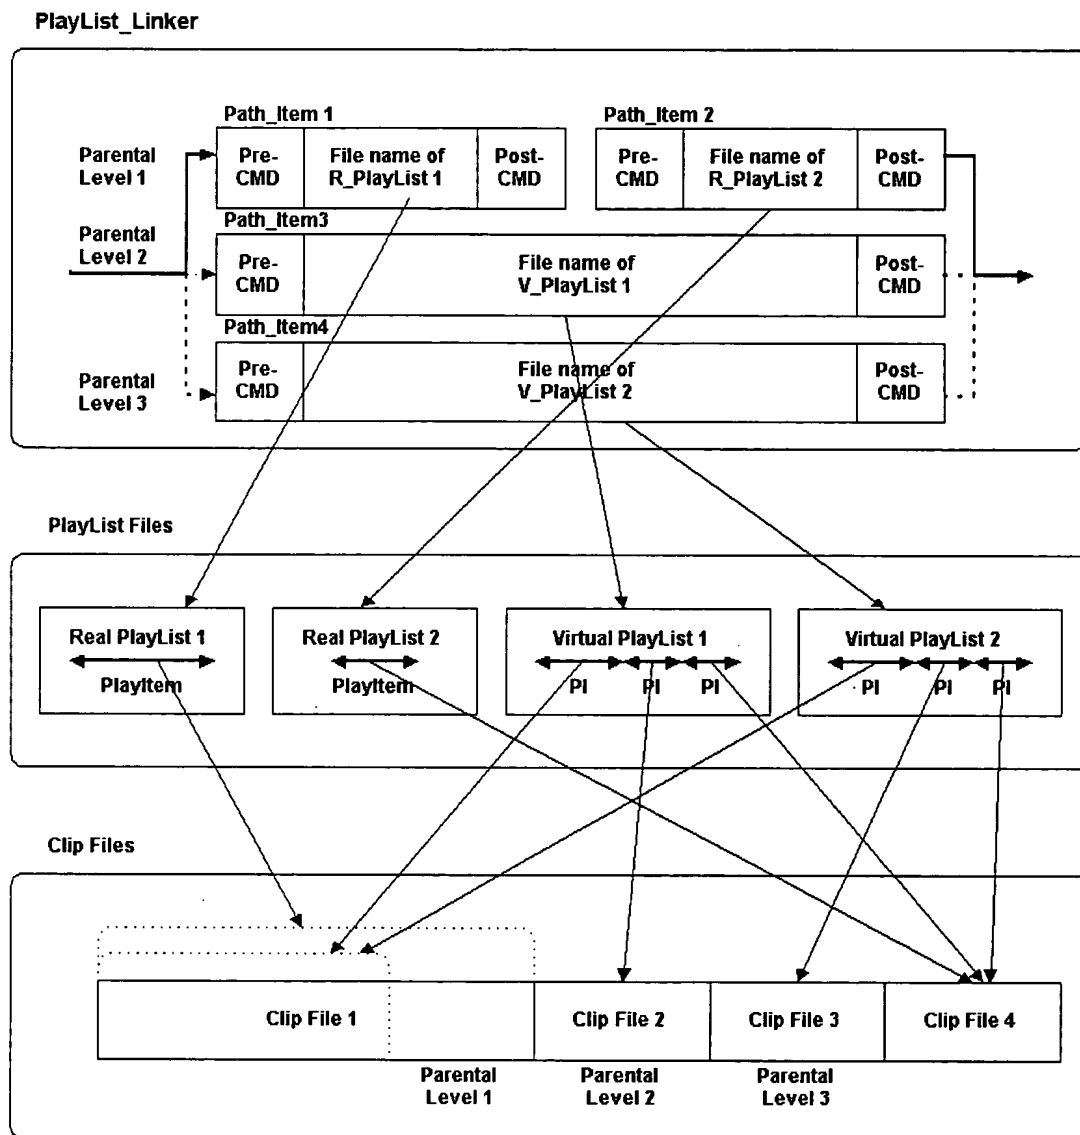 PlayList_Linker
Path_Item 1
Path_Item 2
Parental
Level 1
Pre-
CMD
File name of
R_PlayList 1
Post-
CMD
Pre-
CMD
File name of
R_PlayList 2
Post-
CMD
Path_Item3
Parental
Level 2
Pre-
CMD
File name of
V_PlayList 1
Post-
CMD
Path_Item4
Parental
Level 3
Pre-
CMD
File name of
V_PlayList 2
Post-
CMD
PlayList Files
Real PlayList 1
PlayItem
Real PlayList 2
PlayItem
Virtual PlayList 1
PI PI PI
Virtual PlayList 2
PI PI PI
Clip Files
Clip File 1
Clip File 2
Clip File 3
Clip File 4
Parental
Level 1
Parental
Level 2
Parental
Level 3